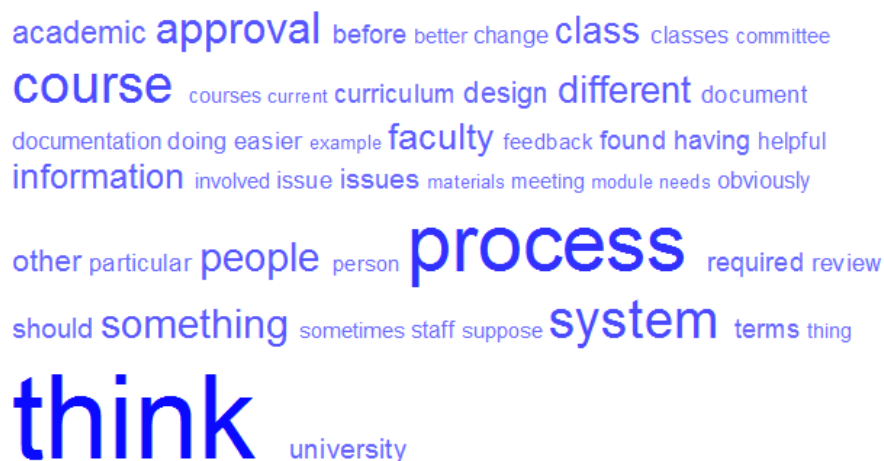 academic approval before better change class classes committee
course courses current curriculum design different document
documentation doing easier example faculty feedback found having helpful
information involved issue issues materials meeting module needs obviously
other particular people person process required review
should something sometimes staff suppose system terms thing
think university